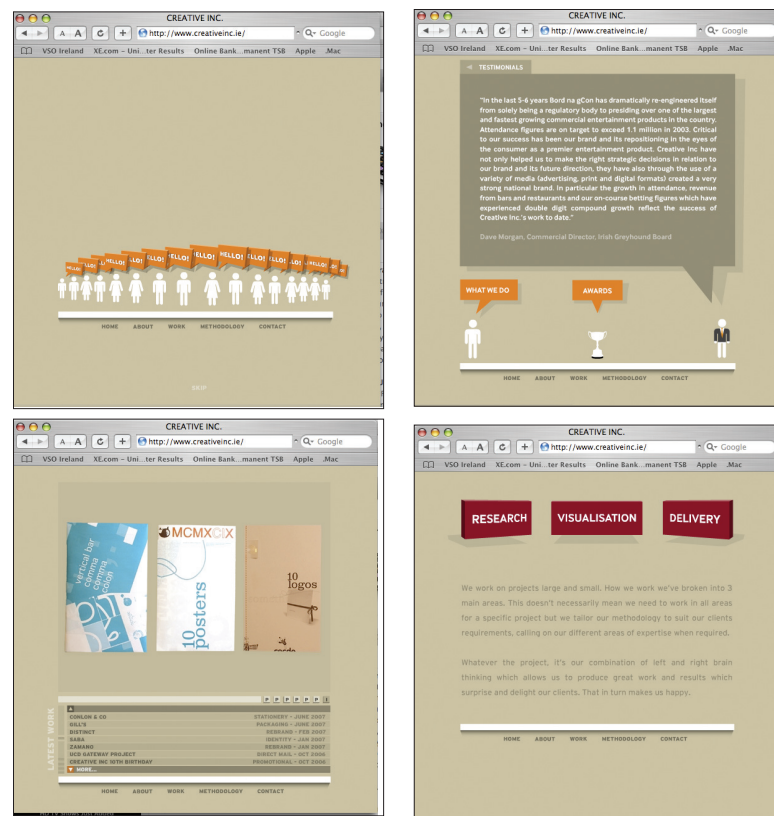 CREATIVE INC.
A A
http://www.creativeinc.ie/
Q Google
VSO Ireland XE.com – Uni...ter Results Online Bank...manent TSB Apple .Mac
HELLO! HELLO! HELLO! HELLO! HELLO! HELLO! HELLO! HELLO! HELLO! HELLO!
HOME ABOUT WORK METHODOLOGY CONTACT
SKIP
CREATIVE INC.
A A
http://www.creativeinc.ie/
Q Google
VSO Ireland XE.com – Uni...ter Results Online Bank...manent TSB Apple .Mac
TESTIMONIALS
"In the last 5-6 years Bord na gCon has dramatically re-engineered itself
from solely being a regulatory body to presiding over one of the largest
and fastest growing commercial entertainment products in the country.
Attendance figures are on target to exceed 1.1 million in 2003. Critical
to our success has been our brand and its repositioning in the eyes of
the consumer as a premier entertainment product. Creative Inc have
not only helped us to make the right strategic decisions in relation to
our brand and its future direction, they have also through the use of a
variety of media (advertising, print and digital formats) created a very
strong national brand. In particular the growth in attendance, revenue
from bars and restaurants and our on-course betting figures which have
experienced double digit compound growth reflect the success of
Creative Inc.'s work to date."
Dave Morgan, Commercial Director, Irish Greyhound Board
WHAT WE DO
AWARDS
HOME ABOUT WORK METHODOLOGY CONTACT
CREATIVE INC.
A A
http://www.creativeinc.ie/
Q Google
VSO Ireland XE.com – Uni...ter Results Online Bank...manent TSB Apple .Mac
vertical bar
comma
comma
colon
MCMXCIX
10
posters
10
logos
P P P P P P I
LATEST WORK
CONLON & CO STATIONERY - JUNE 2007
GILL'S PACKAGING - JUNE 2007
DISTINCT REBRAND - FEB 2007
SABA IDENTITY - JAN 2007
ZAMANO REBRAND - JAN 2007
UCD GATEWAY PROJECT DIRECT MAIL - OCT 2006
CREATIVE INC 10TH BIRTHDAY PROMOTIONAL - OCT 2006
MORE...
HOME ABOUT WORK METHODOLOGY CONTACT
CREATIVE INC.
A A
http://www.creativeinc.ie/
Q Google
VSO Ireland XE.com – Uni...ter Results Online Bank...manent TSB Apple .Mac
RESEARCH
VISUALISATION
DELIVERY
We work on projects large and small. How we work we've broken into 3
main areas. This doesn't necessarily mean we need to work in all areas
for a specific project but we tailor our methodology to suit our clients
requirements, calling on our different areas of expertise when required.
Whatever the project, it's our combination of left and right brain
thinking which allows us to produce great work and results which
surprise and delight our clients. That in turn makes us happy.
HOME ABOUT WORK METHODOLOGY CONTACT